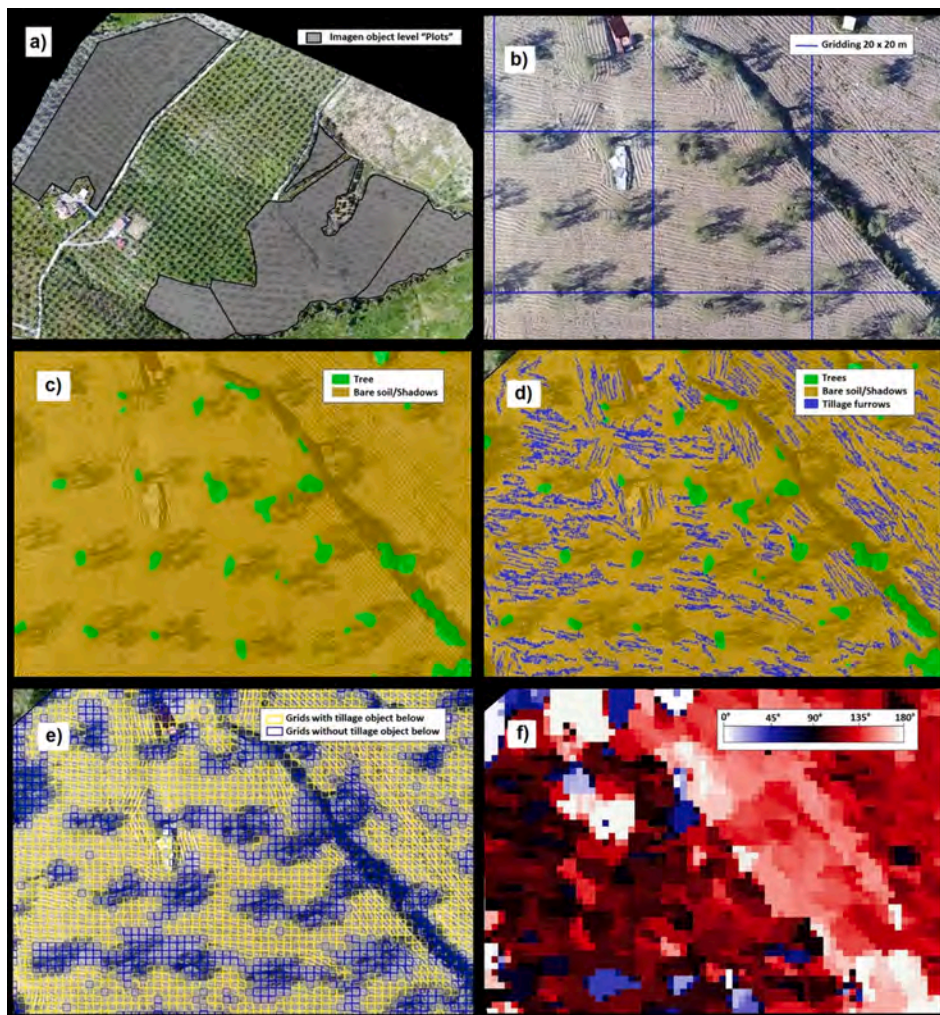 a)
Imagen object level "Plots"
b)
Gridding 20 x 20 m
c)
Tree
Bare soil/Shadows
d)
Trees
Bare soil/Shadows
Tillage furrows
e)
Grids with tillage object below
Grids without tillage object below
f)
0° 45° 90° 135° 180°